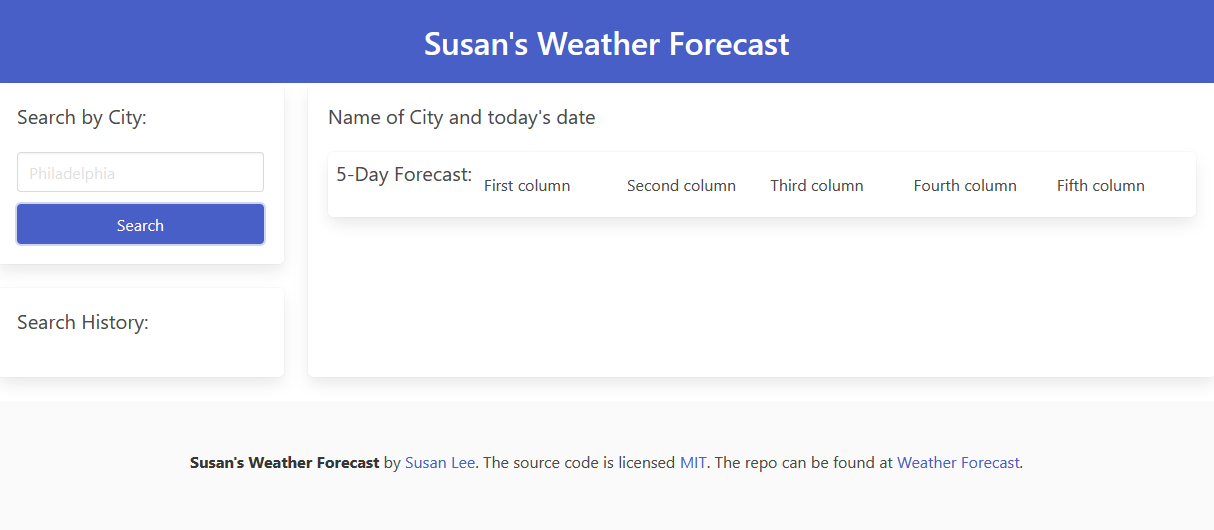 Susan's Weather Forecast
Search by City:
Philadelphia
Search
Search History:
Name of City and today's date
5-Day Forecast: First column Second column Third column Fourth column Fifth column
Susan's Weather Forecast by Susan Lee. The source code is licensed MIT. The repo can be found at Weather Forecast.